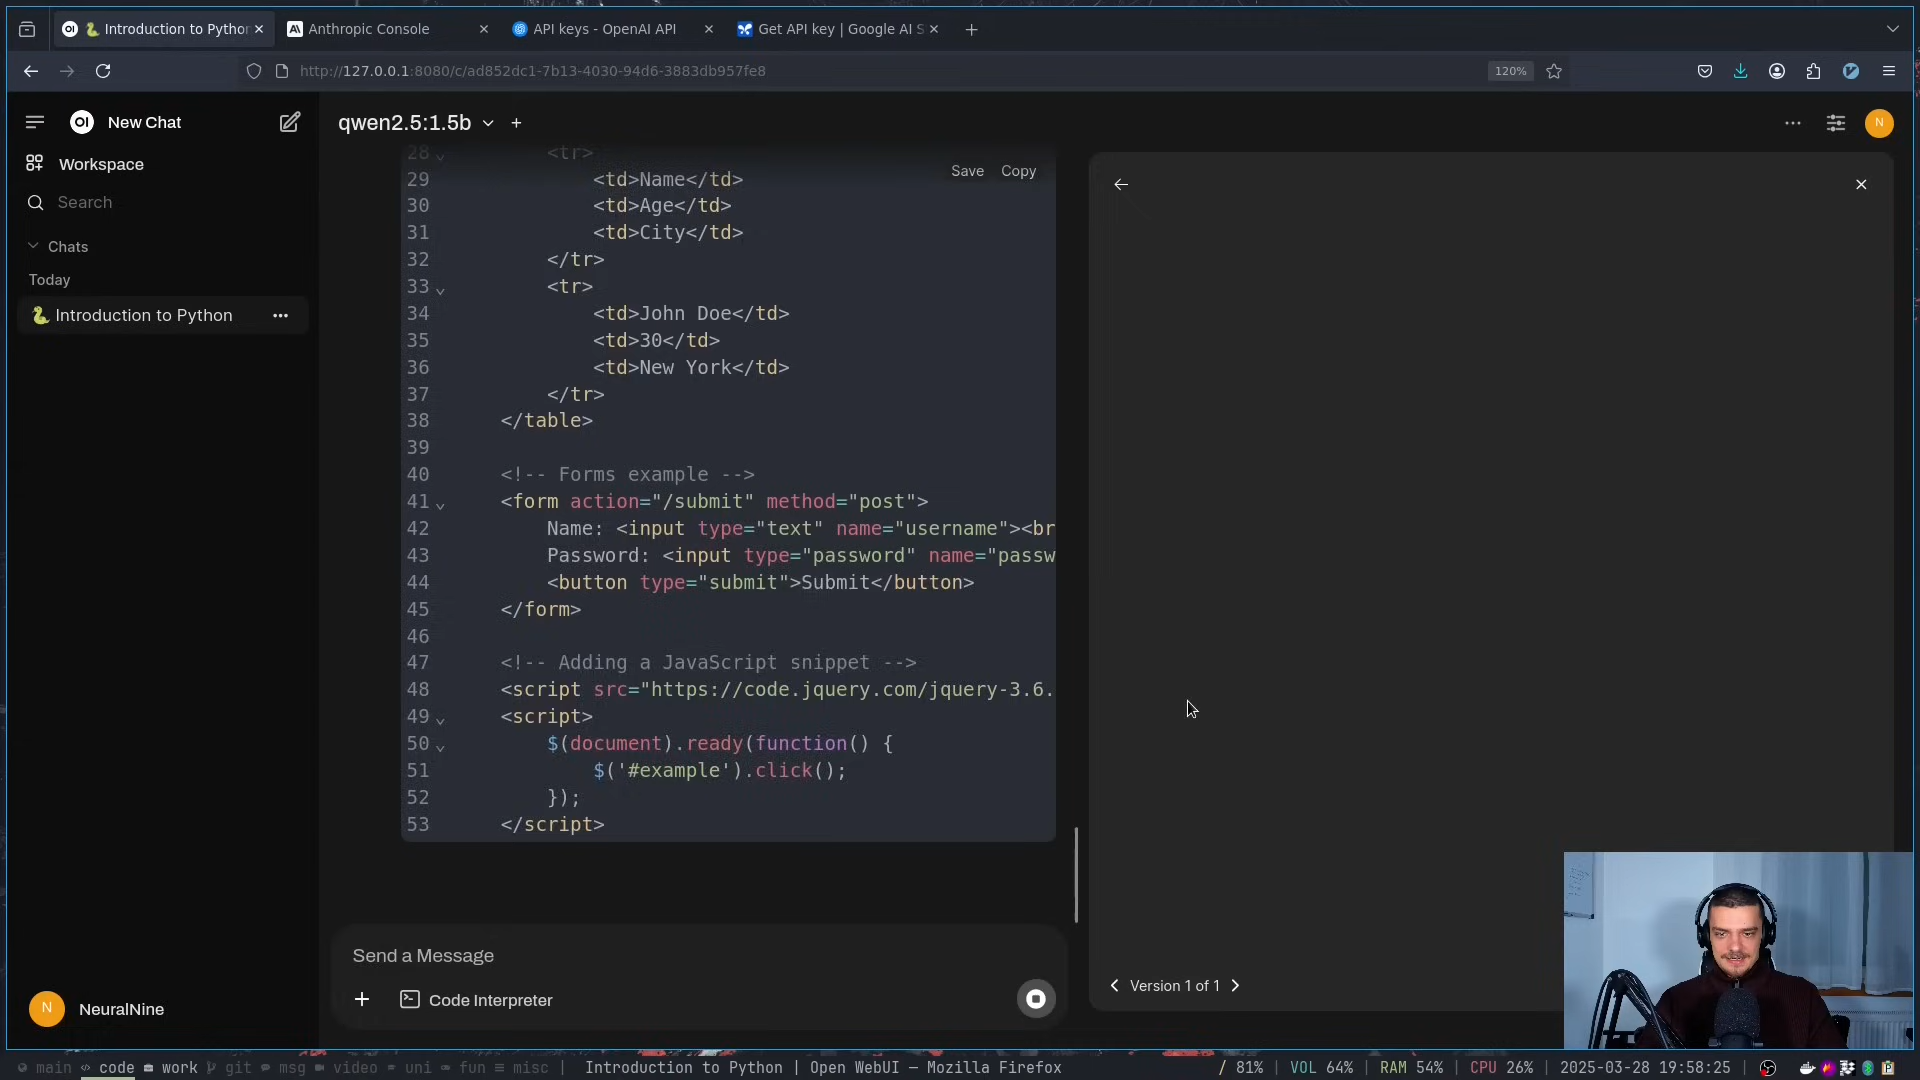 🐍 Introduction to Python
Anthropic Console
API keys - OpenAI API
Get API key | Google AI S
http://127.0.0.1:8080/c/ad852dc1-7b13-4030-94d6-3883db957fe8
120%
OI New Chat
Workspace
Search
Chats
Today
🐍 Introduction to Python
NeuralNine
N
qwen2.5:1.5b
N
Save Copy
28 <tr>
29 <td>Name</td>
30 <td>Age</td>
31 <td>City</td>
32 </tr>
33 <tr>
34 <td>John Doe</td>
35 <td>30</td>
36 <td>New York</td>
37 </tr>
38 </table>
39
40 <!-- Forms example -->
41 <form action="/submit" method="post">
42 Name: <input type="text" name="username"><br
43 Password: <input type="password" name="passw
44 <button type="submit">Submit</button>
45 </form>
46
47 <!-- Adding a JavaScript snippet -->
48 <script src="https://code.jquery.com/jquery-3.6.
49 <script>
50 $(document).ready(function() {
51 $('#example').click();
52 });
53 </script>
Send a Message
Code Interpreter
Version 1 of 1
main code work git msg video uni fun misc | Introduction to Python | Open WebUI — Mozilla Firefox
/ 81% | VOL 64% | RAM 54% | CPU 26% | 2025-03-28 19:58:25 |